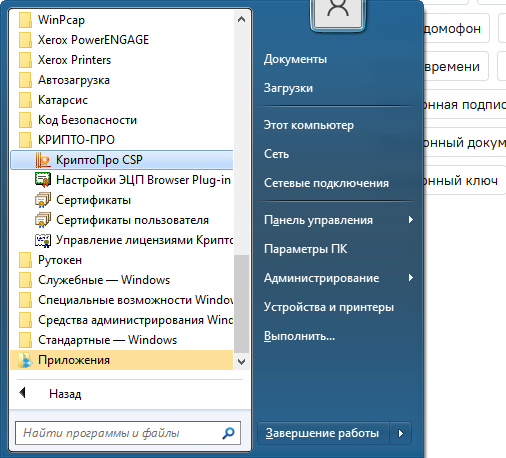 WinPcap
Xerox PowerENGAGE
Xerox Printers
Автозагрузка
Катарсис
Код Безопасности
КРИПТО-ПРО
КриптоПро CSP
Настройки ЭЦП Browser Plug-in
Сертификаты
Сертификаты пользователя
Управление лицензиями Крипт
Рутокен
Служебные — Windows
Специальные возможности Window
Средства администрирования Wind
Стандартные — Windows
Приложения
Назад
Найти программы и файлы
Документы
Загрузки
Этот компьютер
Сеть
Сетевые подключения
Панель управления
Параметры ПК
Администрирование
Устройства и принтеры
Выполнить...
Завершение работы
домофон
времени
онная подпис
онный докум
онный ключ